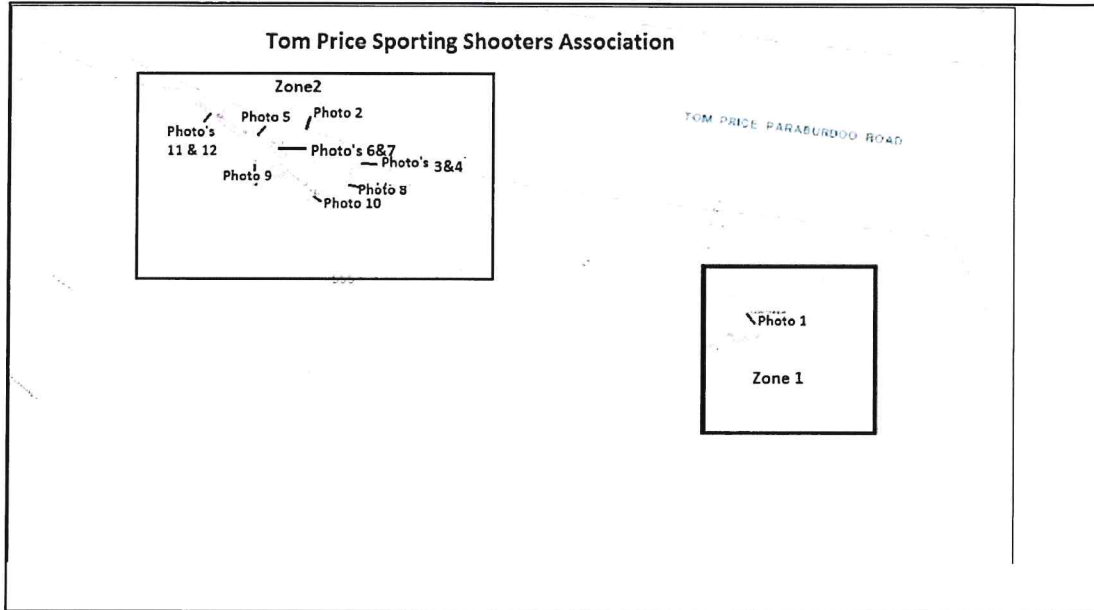 Tom Price Sporting Shooters Association
Zone2
Photo 2
Photo 5
Photo's
11 & 12
Photo's 6&7
Photo's 3&4
Photo 9
Photo 8
Photo 10
TOM PRICE PARABURDOO ROAD
Photo 1
Zone 1